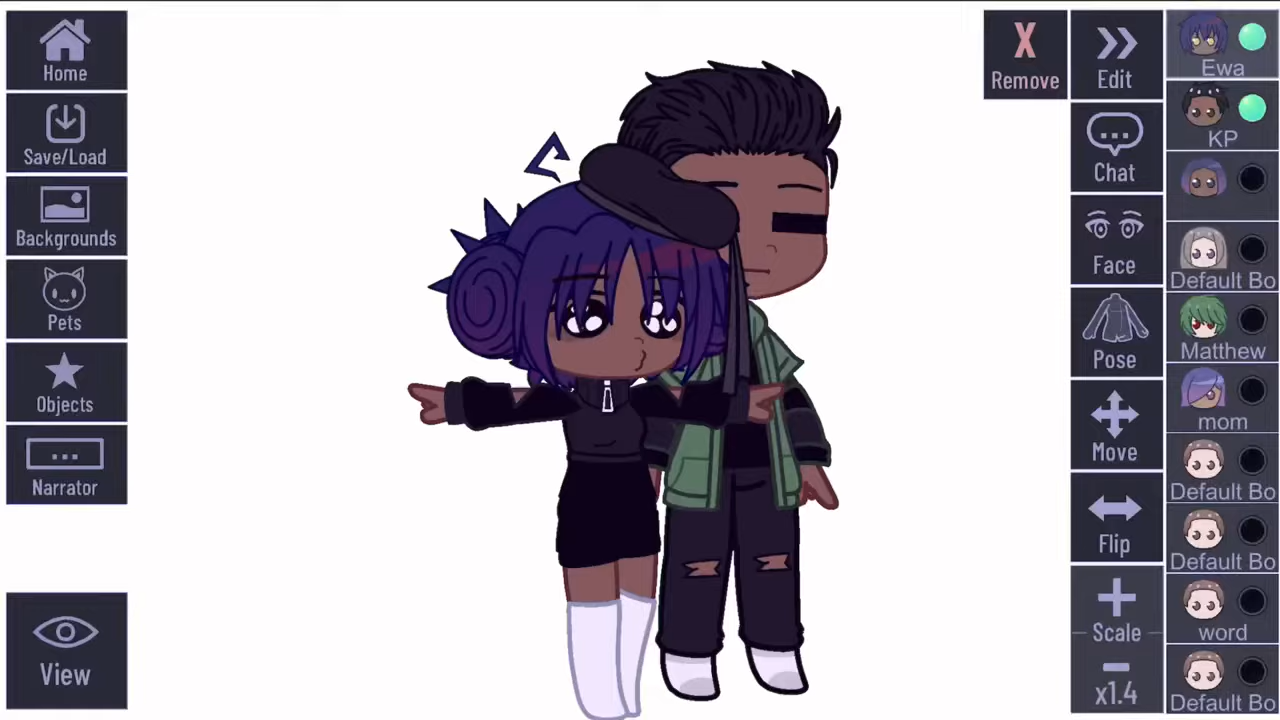 Home
Save/Load
Backgrounds
Pets
Objects
Narrator
View
X
Remove
Edit
Chat
Face
Pose
Move
Flip
Scale
x1.4
Ewa
KP
Default Bo
Matthew
mom
Default Bo
Default Bo
word
Default Bo